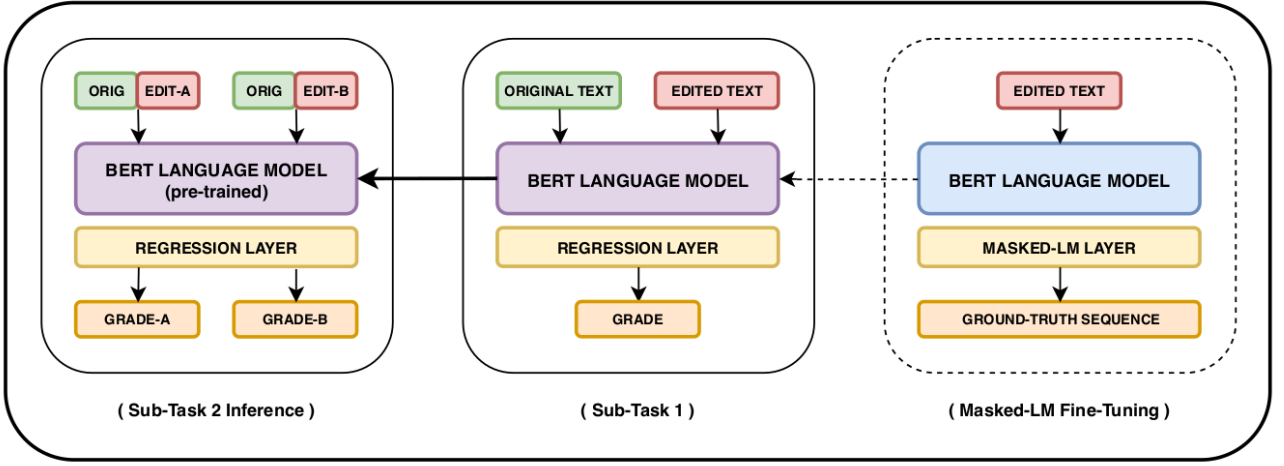 ORIG EDIT-A ORIG EDIT-B
BERT LANGUAGE MODEL
(pre-trained)
REGRESSION LAYER
GRADE-A GRADE-B
( Sub-Task 2 Inference )
ORIGINAL TEXT EDITED TEXT
BERT LANGUAGE MODEL
REGRESSION LAYER
GRADE
( Sub-Task 1 )
EDITED TEXT
BERT LANGUAGE MODEL
MASKED-LM LAYER
GROUND-TRUTH SEQUENCE
( Masked-LM Fine-Tuning )